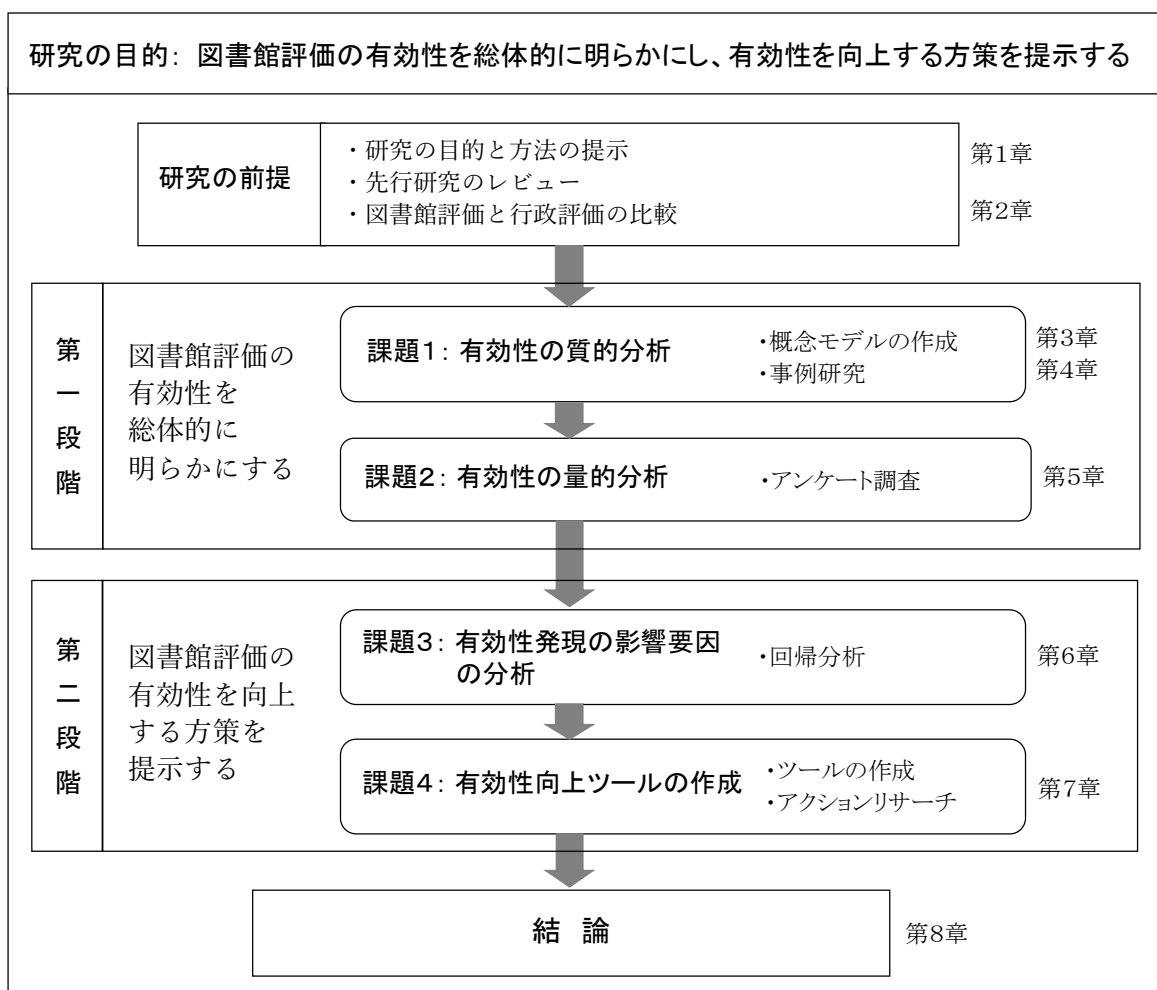 研究の目的： 図書館評価の有効性を総体的に明らかにし、有効性を向上する方策を提示する
研究の前提
・研究の目的と方法の提示
・先行研究のレビュー
・図書館評価と行政評価の比較
第1章
第2章
第一段階
図書館評価の
有効性を
総体的に
明らかにする
課題1： 有効性の質的分析
・概念モデルの作成
・事例研究
第3章
第4章
課題2： 有効性の量的分析
・アンケート調査
第5章
第二段階
図書館評価の
有効性を向上
する方策を
提示する
課題3： 有効性発現の影響要因
の分析
・回帰分析
第6章
課題4： 有効性向上ツールの作成
・ツールの作成
・アクションリサーチ
第7章
結 論
第8章